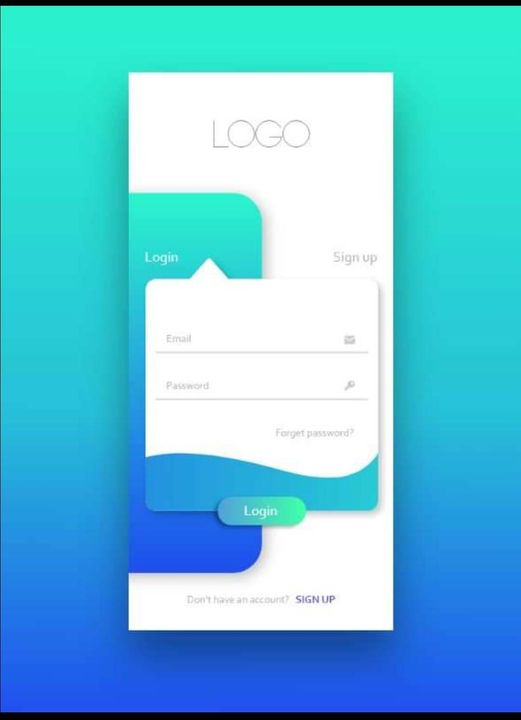 LOGO
Login
Sign up
Email
Password
Forget password?
Login
Don't have an account? SIGN UP